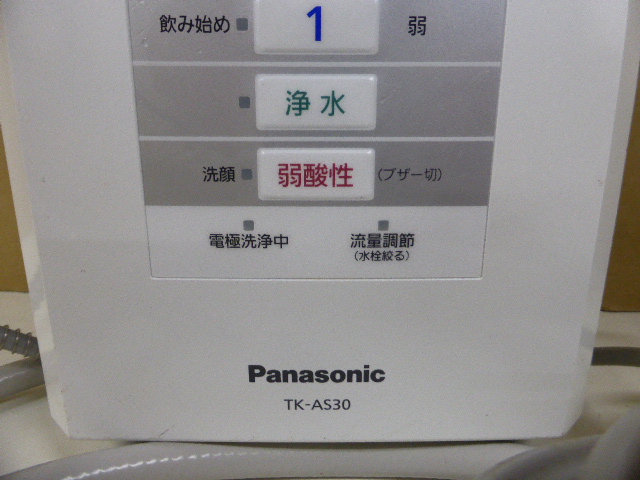 飲み始め 1 弱
浄水
洗顔 弱酸性 (ブザー切)
電極洗浄中 流量調節
(水栓絞る)
Panasonic
TK-AS30